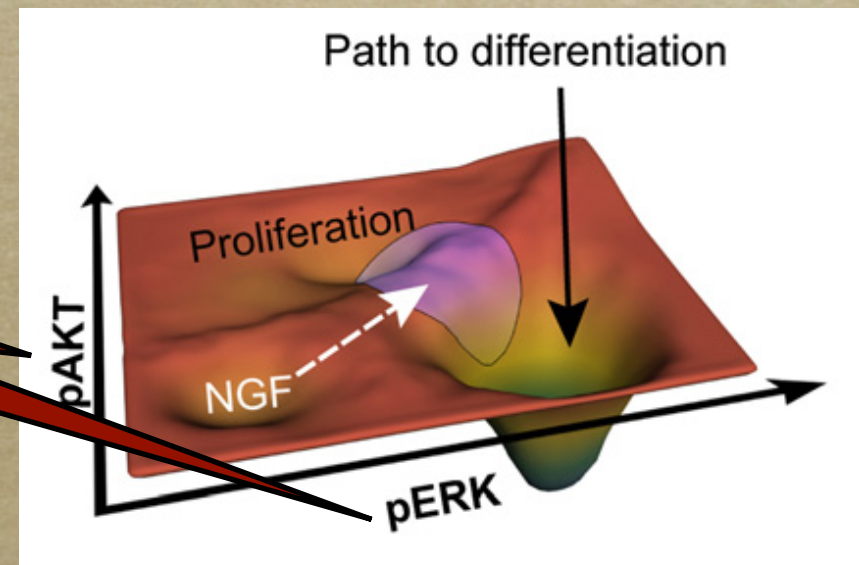 Path to differentiation
Proliferation
pAKT
NGF
pERK